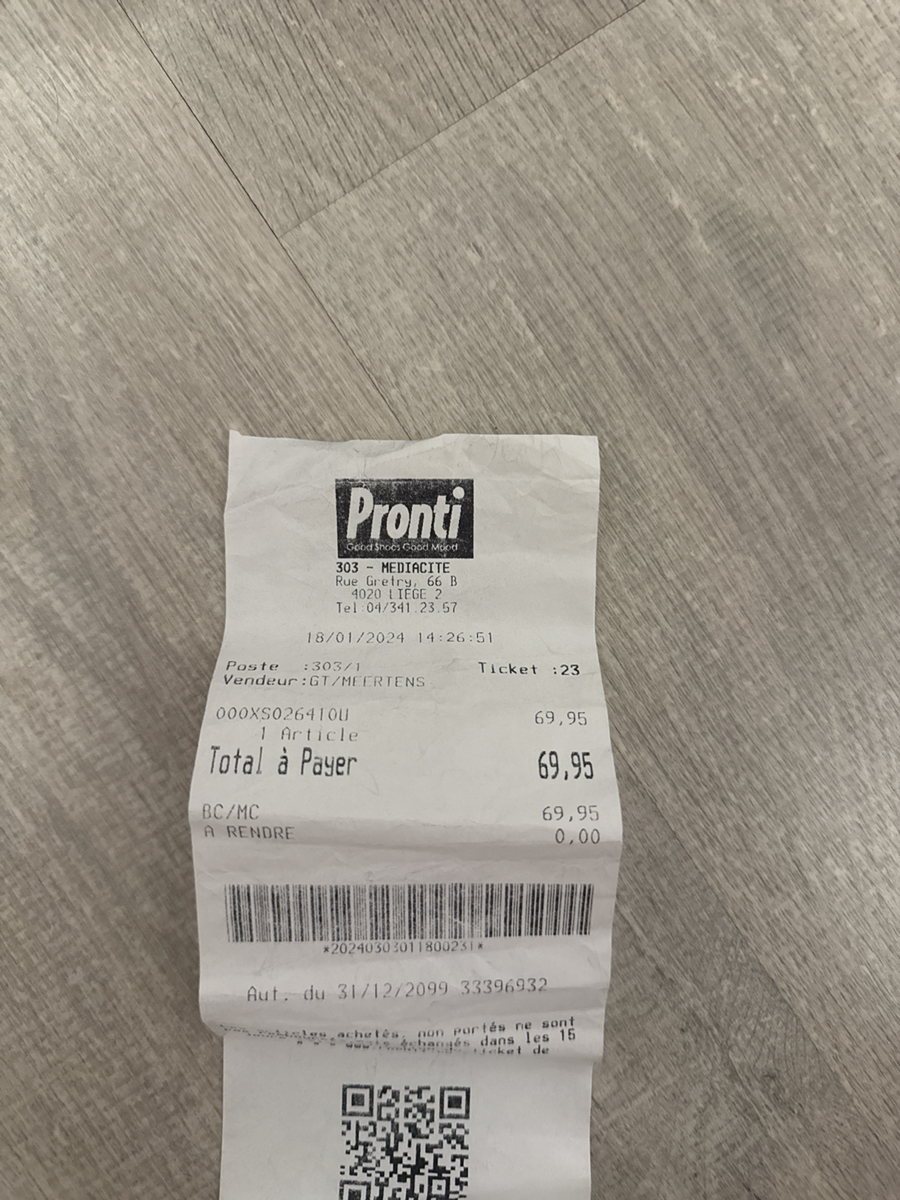 Pronti
Good Shoes Good Mood
303 - MEDIACITE
Rue Gretry, 66 B
4020 LIEGE 2
Tel 04/341.23.57
18/01/2024 14:26:51
Poste :303/1 Ticket :23
Vendeur:GT/MEERTENS
000XS026410U 69,95
1 Article
Total à Payer 69,95
BC/MC 69,95
A RENDRE 0,00
*20240303011800231*
Aut. du 31/12/2099 33396932
achetés, non portés ne sont
échangés dans les 15
ticket de